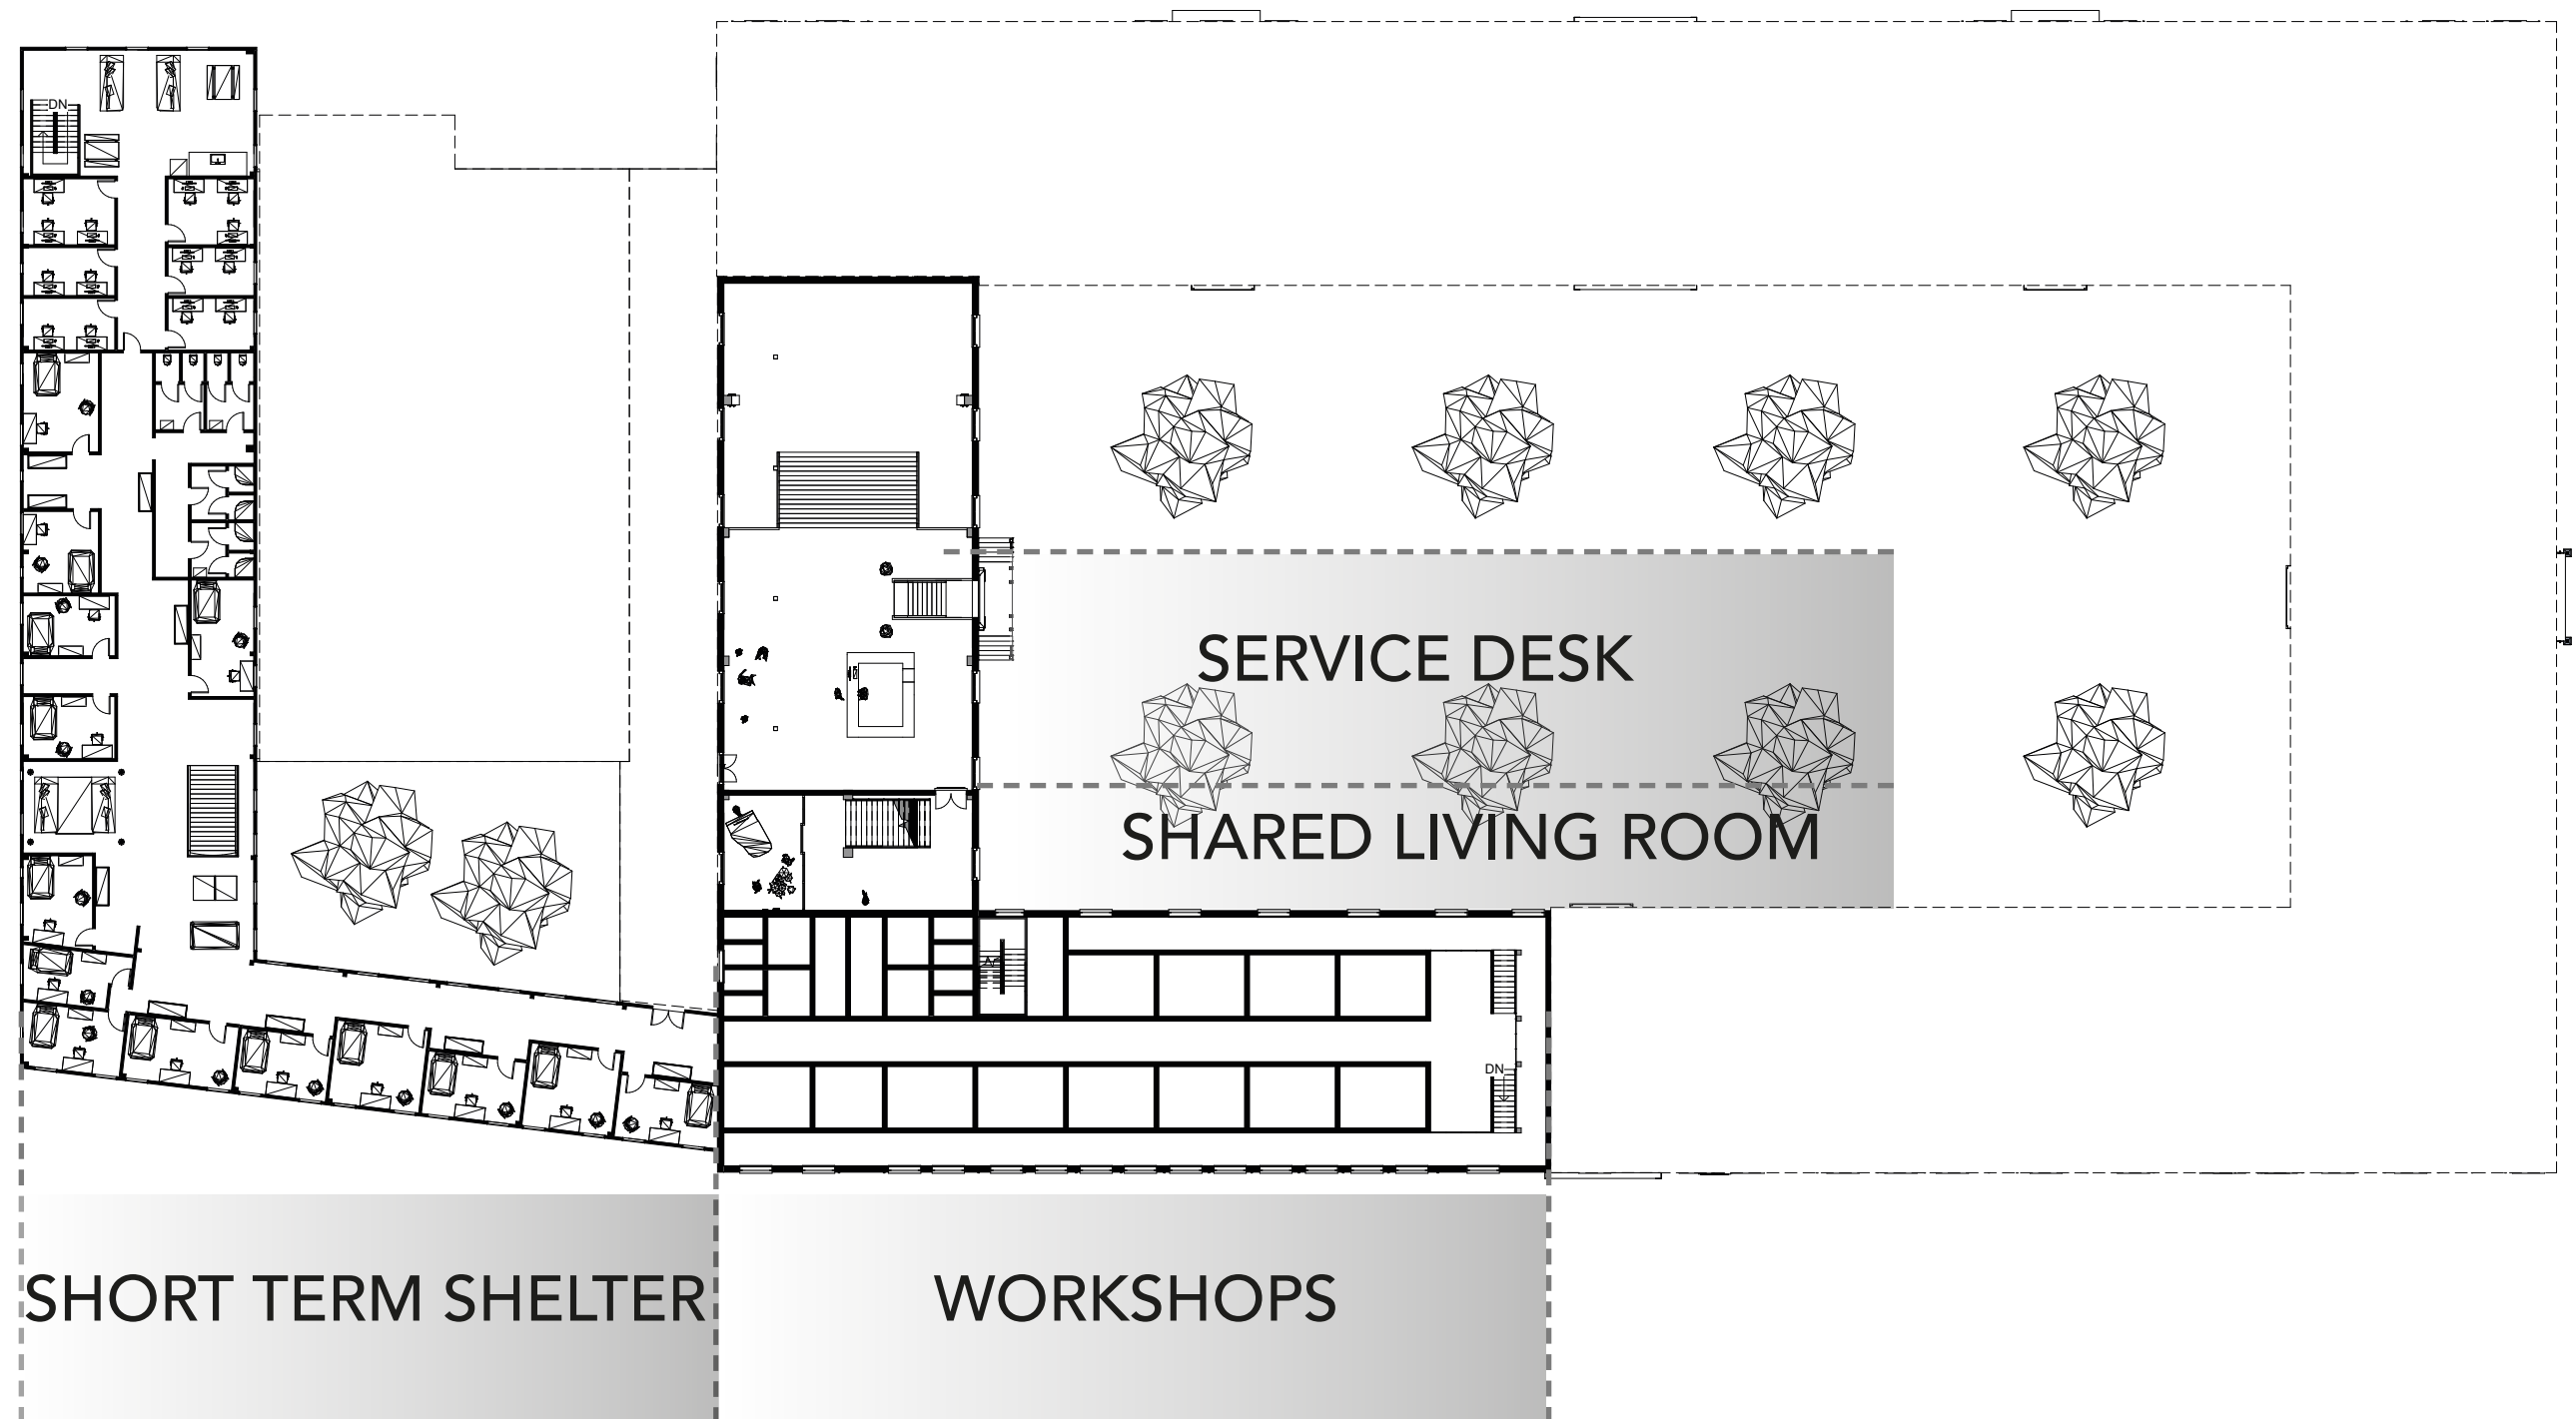 DN
SERVICE DESK
SHARED LIVING ROOM
DN
SHORT TERM SHELTER
WORKSHOPS